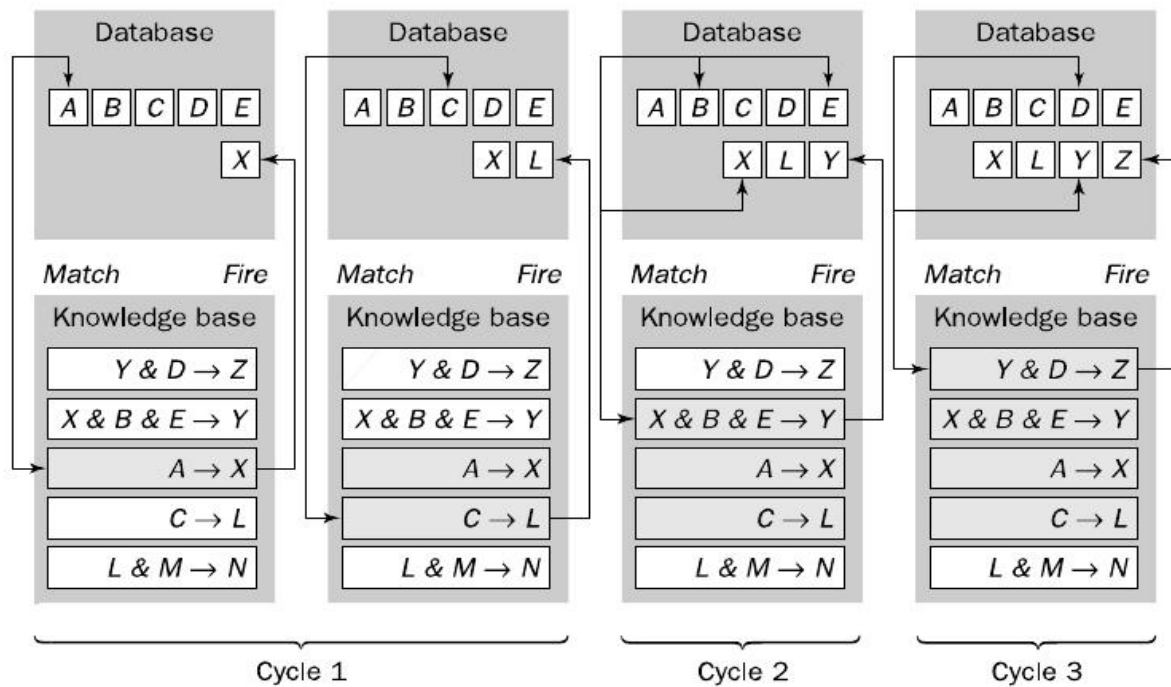 Database
A B C D E
X
Match Fire
Knowledge base
Y & D → Z
X & B & E → Y
A → X
C → L
L & M → N
Database
A B C D E
X L
Match Fire
Knowledge base
Y & D → Z
X & B & E → Y
A → X
C → L
L & M → N
Cycle 1
Database
A B C D E
X L Y
Match Fire
Knowledge base
Y & D → Z
X & B & E → Y
A → X
C → L
L & M → N
Cycle 2
Database
A B C D E
X L Y Z
Match Fire
Knowledge base
Y & D → Z
X & B & E → Y
A → X
C → L
L & M → N
Cycle 3